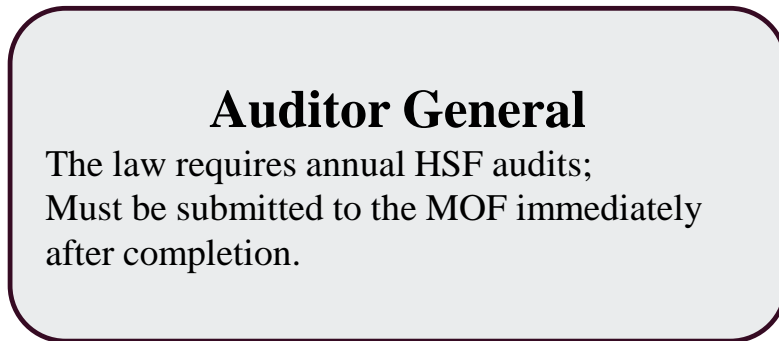 Auditor General
The law requires annual HSF audits;
Must be submitted to the MOF immediately
after completion.